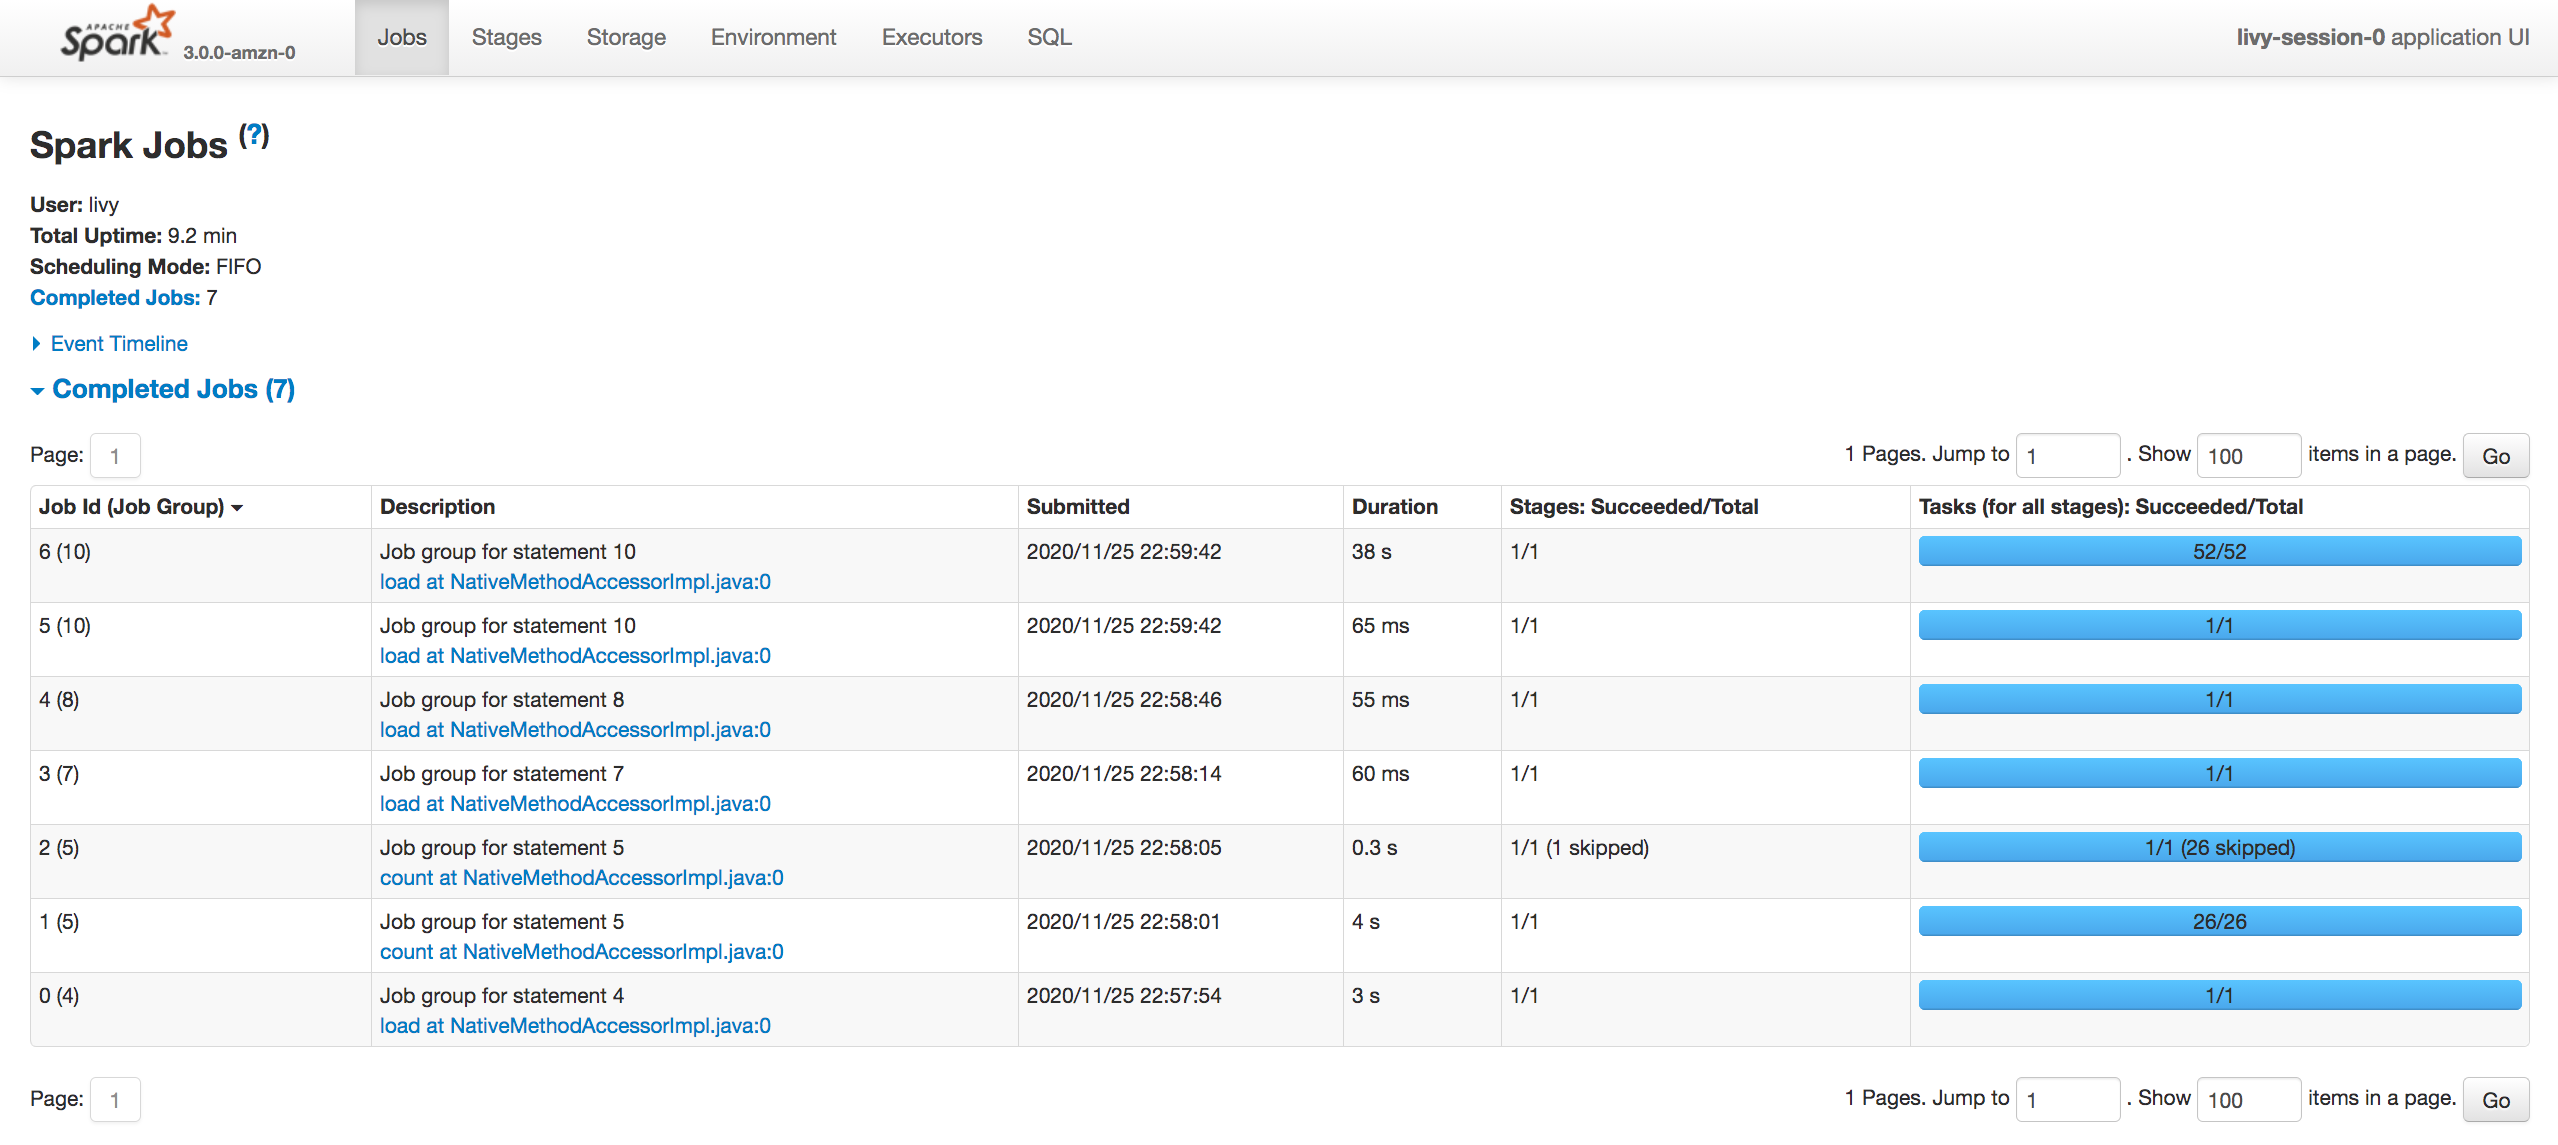 APACHE
Spark 3.0.0-amzn-0 Jobs Stages Storage Environment Executors SQL livy-session-0 application UI
Spark Jobs (?)
User: livy
Total Uptime: 9.2 min
Scheduling Mode: FIFO
Completed Jobs: 7
Event Timeline
Completed Jobs (7)
Page: 1 1 Pages. Jump to 1 . Show 100 items in a page. Go
Job Id (Job Group) Description Submitted Duration Stages: Succeeded/Total Tasks (for all stages): Succeeded/Total
6 (10) Job group for statement 10 2020/11/25 22:59:42 38 s 1/1 52/52
load at NativeMethodAccessorImpl.java:0
5 (10) Job group for statement 10 2020/11/25 22:59:42 65 ms 1/1 1/1
load at NativeMethodAccessorImpl.java:0
4 (8) Job group for statement 8 2020/11/25 22:58:46 55 ms 1/1 1/1
load at NativeMethodAccessorImpl.java:0
3 (7) Job group for statement 7 2020/11/25 22:58:14 60 ms 1/1 1/1
load at NativeMethodAccessorImpl.java:0
2 (5) Job group for statement 5 2020/11/25 22:58:05 0.3 s 1/1 (1 skipped) 1/1 (26 skipped)
count at NativeMethodAccessorImpl.java:0
1 (5) Job group for statement 5 2020/11/25 22:58:01 4 s 1/1 26/26
count at NativeMethodAccessorImpl.java:0
0 (4) Job group for statement 4 2020/11/25 22:57:54 3 s 1/1 1/1
load at NativeMethodAccessorImpl.java:0
Page: 1 1 Pages. Jump to 1 . Show 100 items in a page. Go